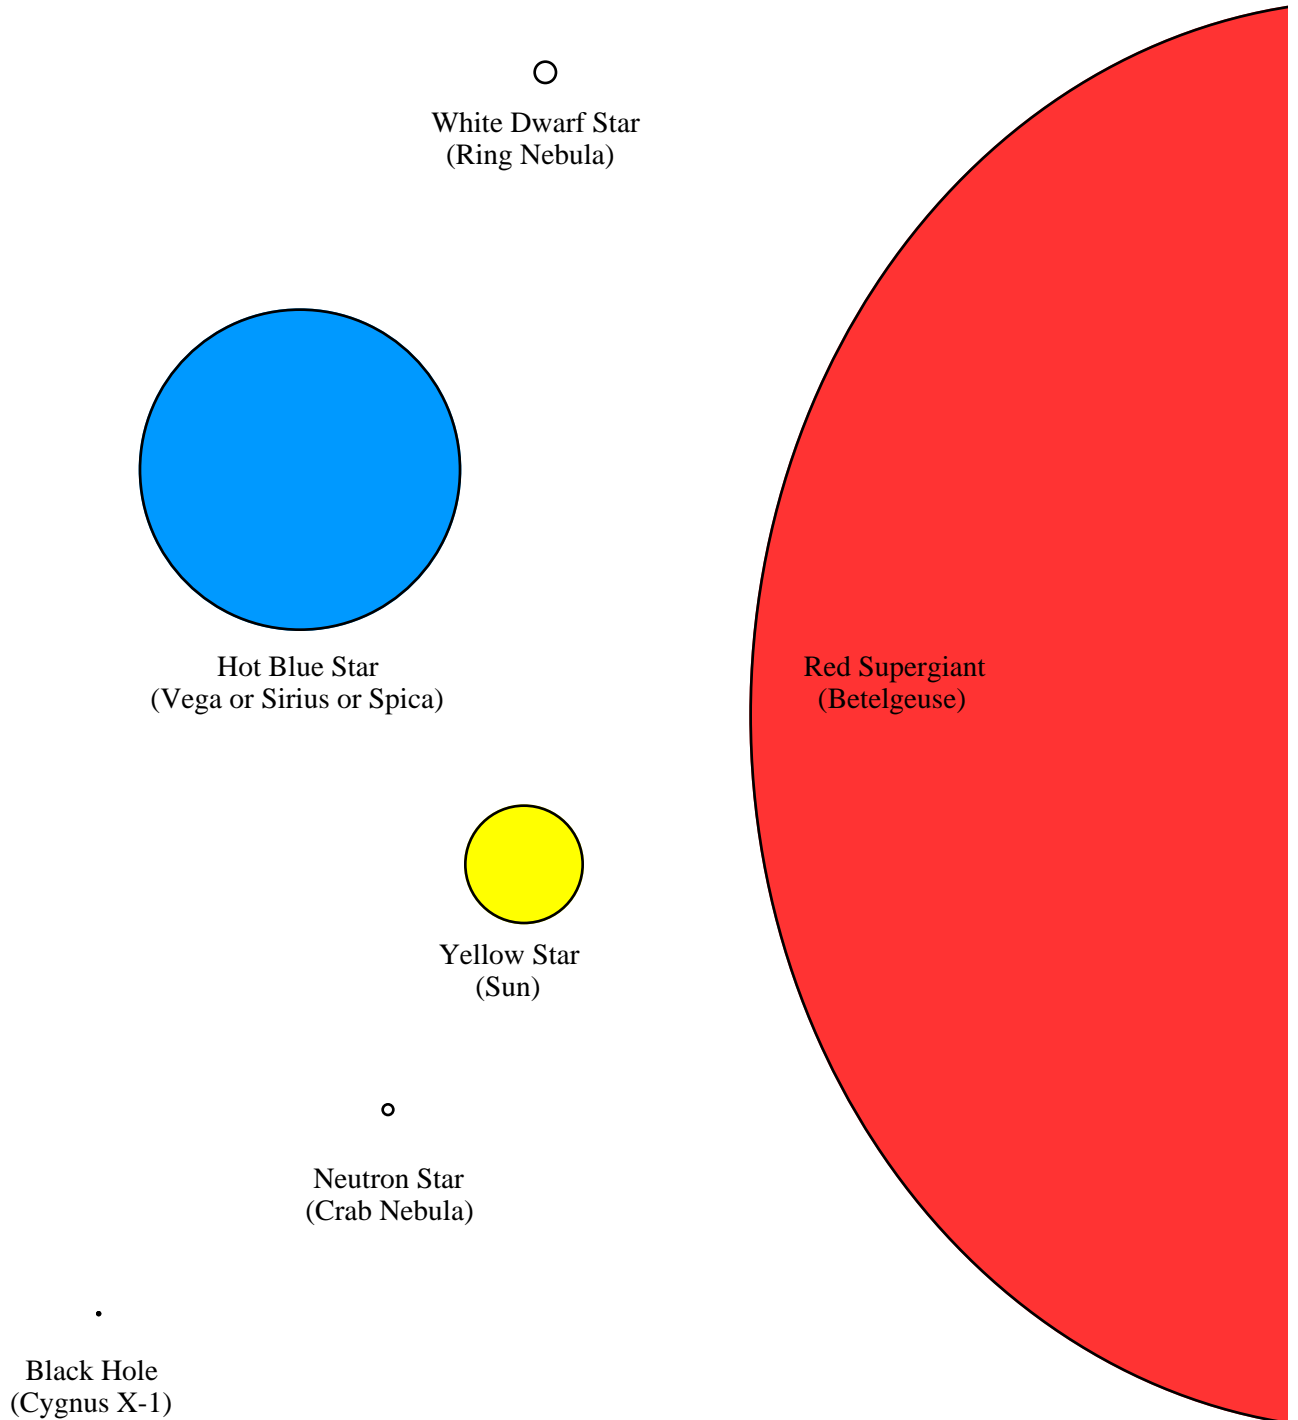 White Dwarf Star
(Ring Nebula)
Hot Blue Star
(Vega or Sirius or Spica)
Red Supergiant
(Betelgeuse)
Yellow Star
(Sun)
Neutron Star
(Crab Nebula)
Black Hole
(Cygnus X-1)